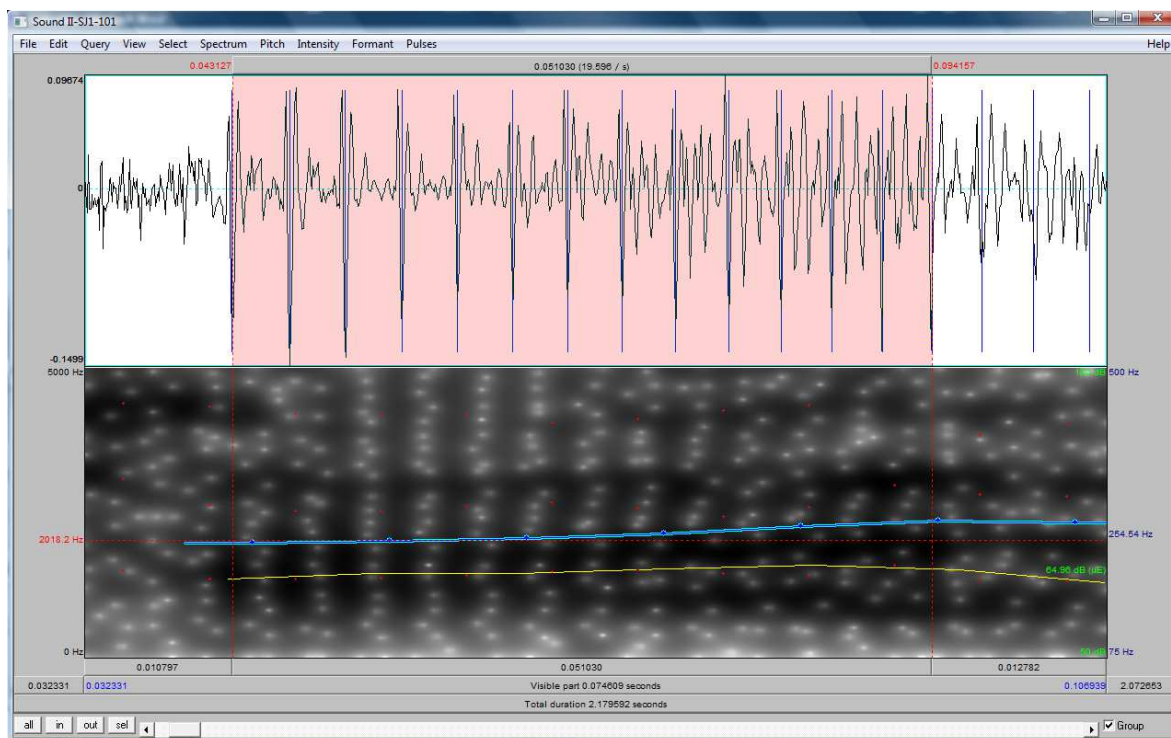 Sound II-SJ1-101
File Edit Query View Select Spectrum Pitch Intensity Formant Pulses Help
0.043127 0.051030 (19.596 / s) 0.094157
0.09674
0
-0.1499
5000 Hz 500 Hz
2018.2 Hz 254.54 Hz
64.96 dB (µE)
0 Hz 50 dB 75 Hz
0.010797 0.051030 0.012782
0.032331 0.032331 Visible part 0.074609 seconds 0.106939 2.072653
Total duration 2.179592 seconds
all in out sel Group